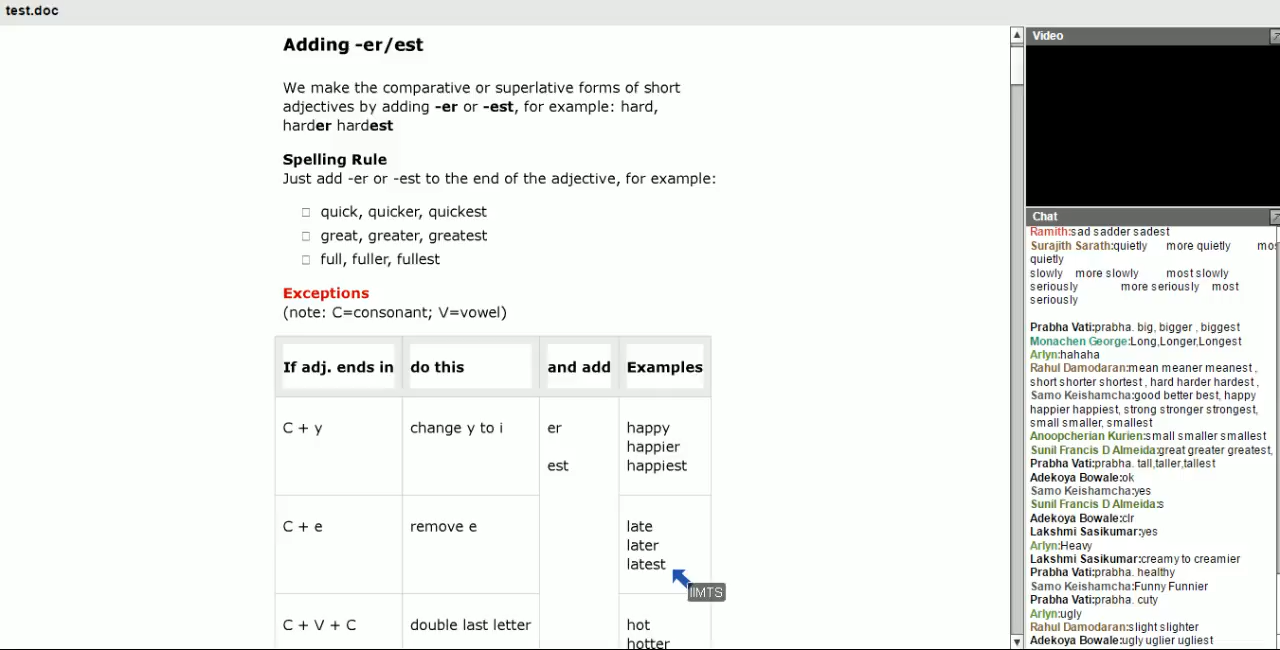 test.doc
Adding -er/est
We make the comparative or superlative forms of short
adjectives by adding -er or -est, for example: hard,
harder hardest
Spelling Rule
Just add -er or -est to the end of the adjective, for example:
quick, quicker, quickest
great, greater, greatest
full, fuller, fullest
Exceptions
(note: C=consonant; V=vowel)
If adj. ends in do this and add Examples
C + y change y to i er happy
happier
est happiest
C + e remove e late
later
latest
IIMTS
C + V + C double last letter hot
hotter
Video
Chat
Ramith:sad sadder sadest
Surajith Sarath:quietly more quietly mos
quietly
slowly more slowly most slowly
seriously more seriously most
seriously
Prabha Vati:prabha. big, bigger , biggest
Monachen George:Long,Longer,Longest
Arlyn:hahaha
Rahul Damodaran:mean meaner meanest ,
short shorter shortest , hard harder hardest ,
Samo Keishamcha:good better best, happy
happier happiest, strong stronger strongest,
small smaller, smallest
Anoopcherian Kurien:small smaller smallest
Sunil Francis D Almeida:great greater greatest,
Prabha Vati:prabha. tall,taller,tallest
Adekoya Bowale:ok
Samo Keishamcha:yes
Sunil Francis D Almeida:s
Adekoya Bowale:clr
Lakshmi Sasikumar:yes
Arlyn:Heavy
Lakshmi Sasikumar:creamy to creamier
Prabha Vati:prabha. healthy
Samo Keishamcha:Funny Funnier
Prabha Vati:prabha. cuty
Arlyn:ugly
Rahul Damodaran:slight slighter
Adekoya Bowale:ugly uglier ugliest